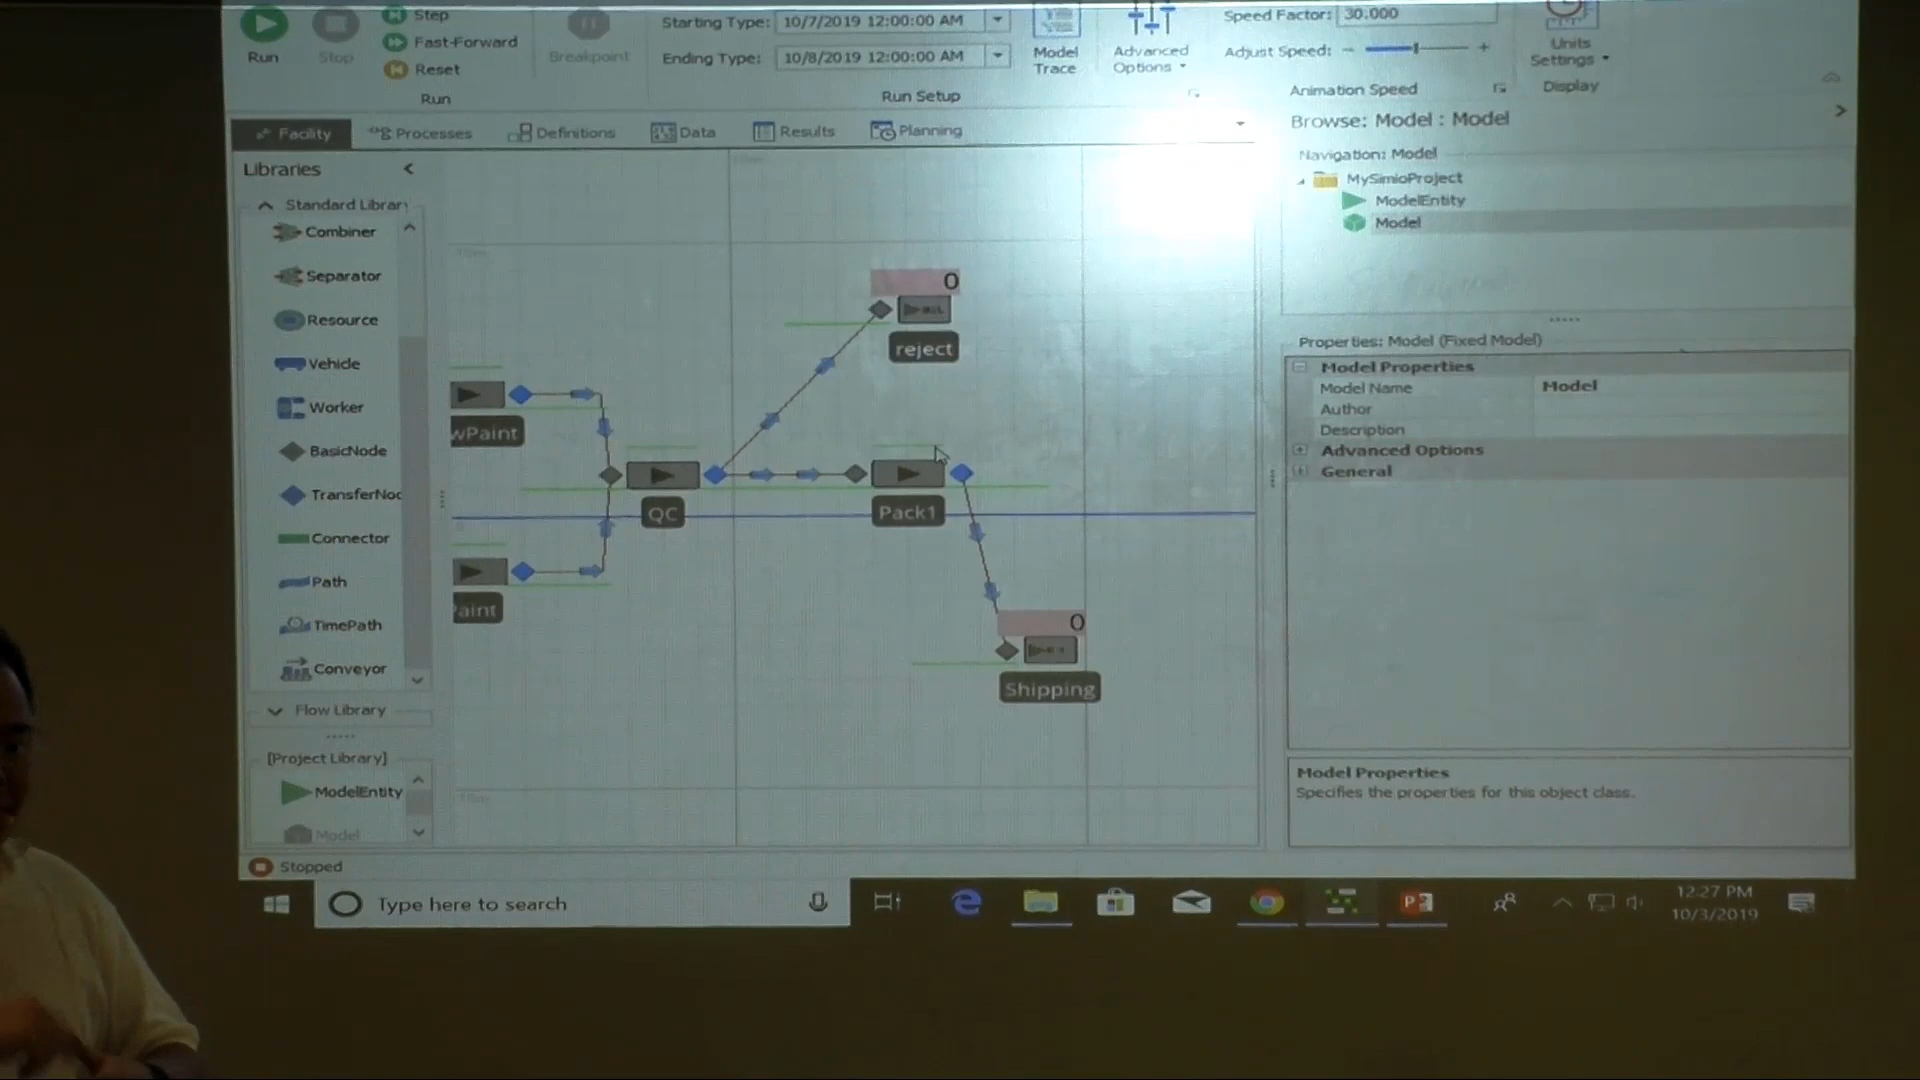 Run
Stop
Step
Fast-Forward
Reset
Run
Breakpoint
Starting Type: 10/7/2019 12:00:00 AM
Ending Type: 10/8/2019 12:00:00 AM
Run Setup
Model Trace
Advanced Options
Speed Factor: 30.000
Adjust Speed: − +
Animation Speed
Units Settings
Display
Facility
Processes
Definitions
Data
Results
Planning
Browse: Model : Model
Navigation: Model
MySimioProject
ModelEntity
Model
Libraries
Standard Library
Combiner
Separator
Resource
Vehicle
Worker
BasicNode
TransferNod
Connector
Path
TimePath
Conveyor
Flow Library
[Project Library]
ModelEntity
Model
0
reject
wPaint
QC
Pack1
Paint
0
Shipping
Properties: Model (Fixed Model)
Model Properties
Model Name Model
Author
Description
Advanced Options
General
Model Properties
Specifies the properties for this object class.
Stopped
Type here to search
12:27 PM
10/3/2019